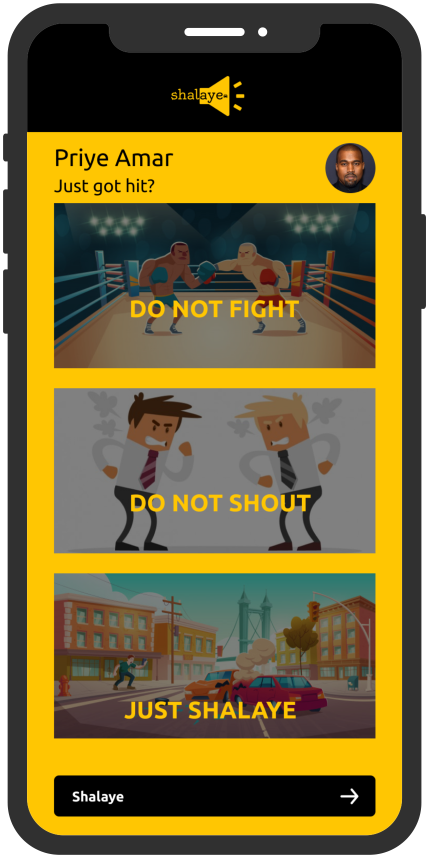 shalaye-
Priye Amar
Just got hit?
DO NOT FIGHT
DO NOT SHOUT
JUST SHALAYE
Shalaye